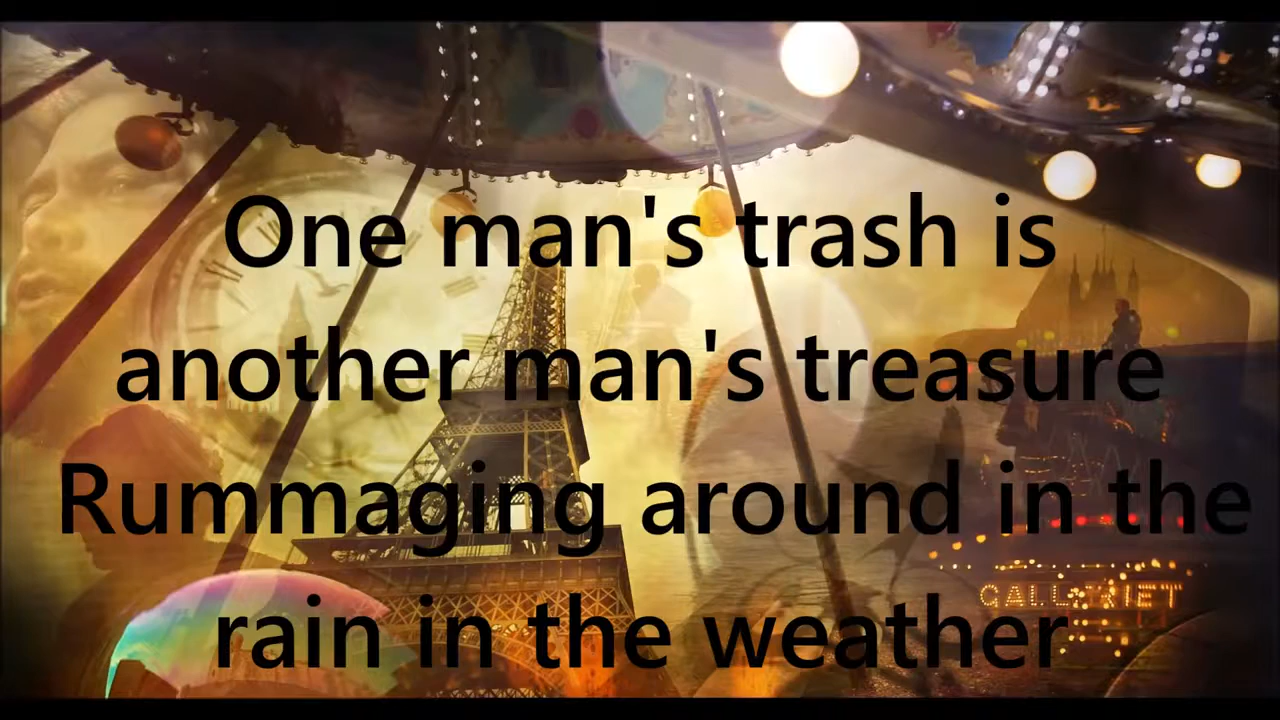 One man's trash is
another man's treasure
Rummaging around in the
rain in the weather